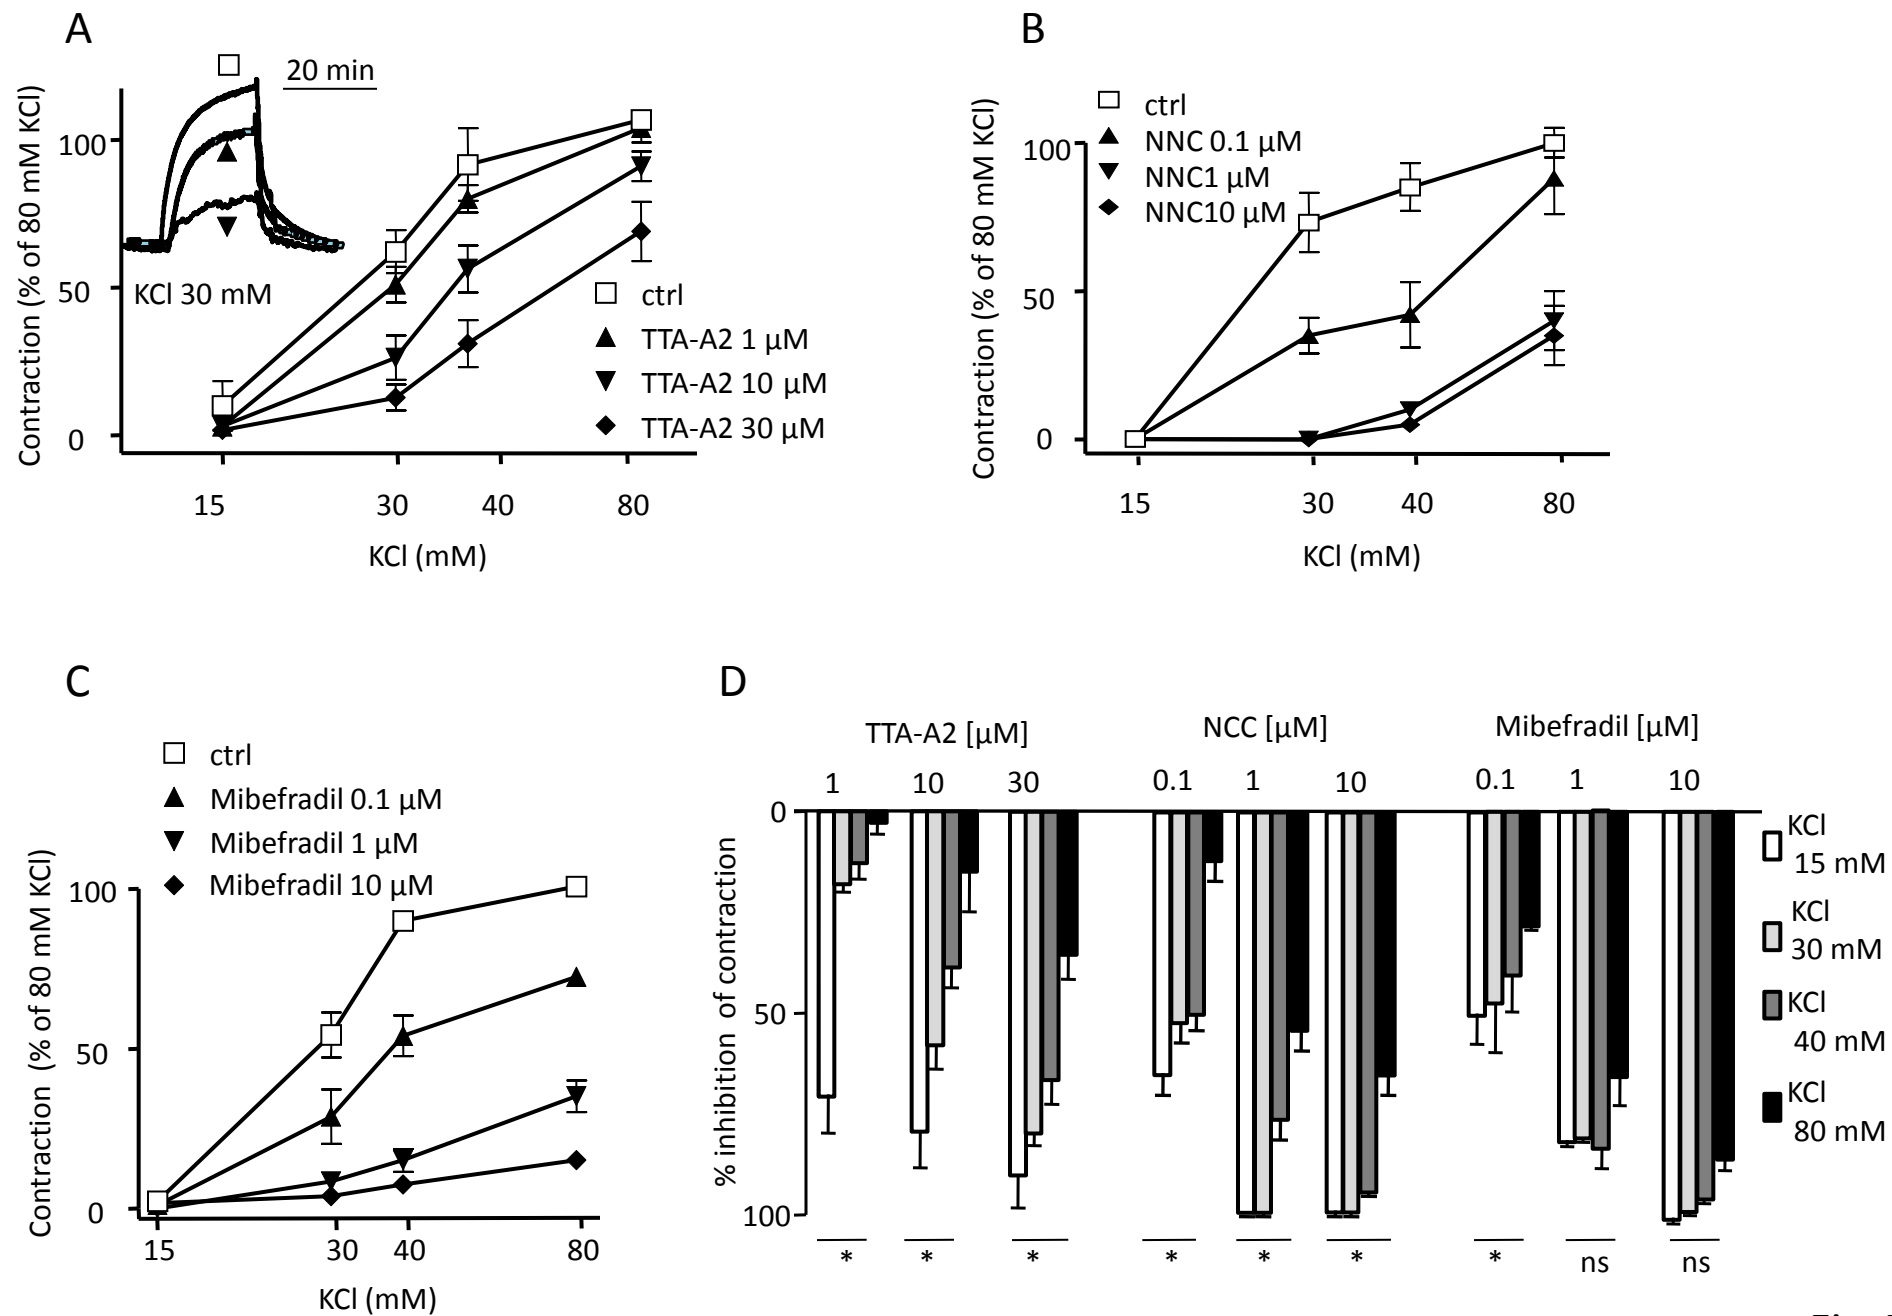 A
20 min
Contraction (% of 80 mM KCl)
100
50
0
KCl 30 mM
ctrl
TTA-A2 1 µM
TTA-A2 10 µM
TTA-A2 30 µM
15 30 40 80
KCl (mM)
B
ctrl
NNC 0.1 µM
NNC1 µM
NNC10 µM
Contraction (% of 80 mM KCl)
100
50
0
15 30 40 80
KCl (mM)
C
ctrl
Mibefradil 0.1 µM
Mibefradil 1 µM
Mibefradil 10 µM
Contraction (% of 80 mM KCl)
100
50
0
15 30 40 80
KCl (mM)
D
TTA-A2 [µM] NCC [µM] Mibefradil [µM]
1 10 30 0.1 1 10 0.1 1 10
% inhibition of contraction
0
50
100
* * * * * * * ns ns
KCl
15 mM
KCl
30 mM
KCl
40 mM
KCl
80 mM